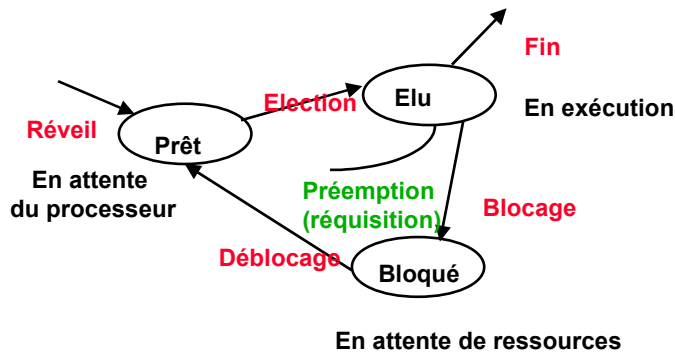 Fin
Elu
Election
En exécution
Réveil
Prêt
En attente
du processeur
Préemption
(réquisition)
Blocage
Déblocage
Bloqué
En attente de ressources